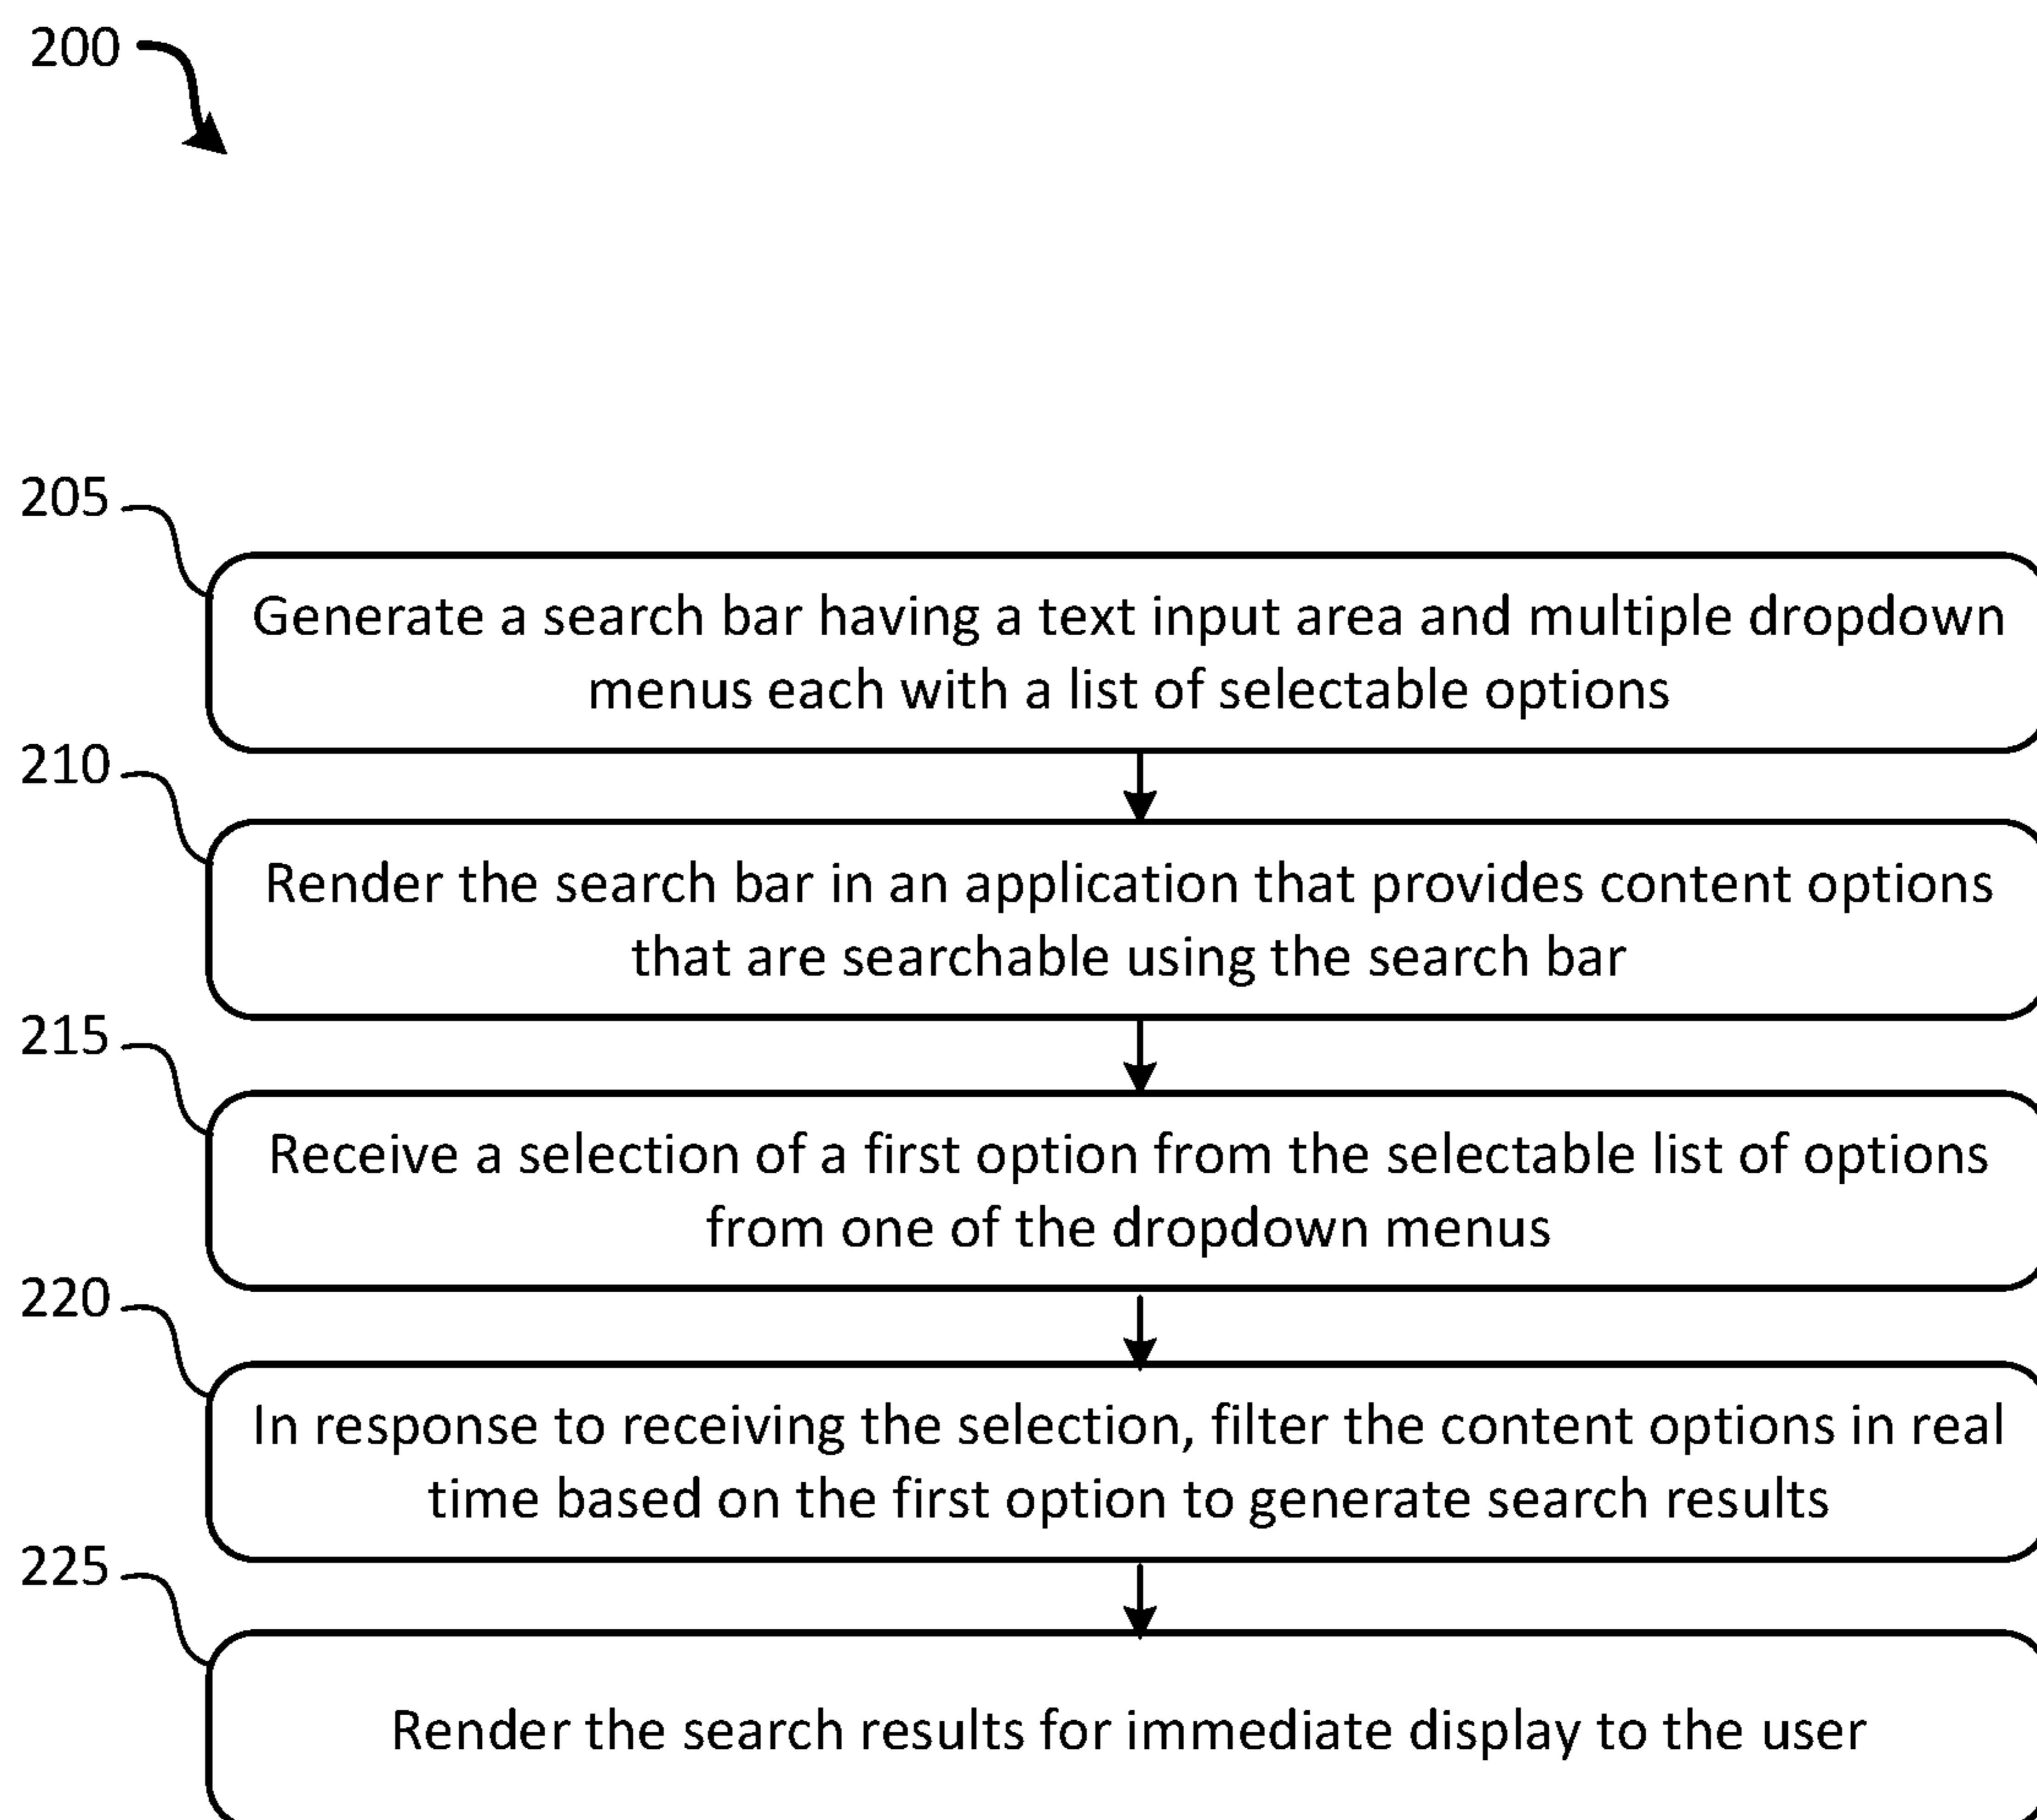 200
205
Generate a search bar having a text input area and multiple dropdown
menus each with a list of selectable options
210
Render the search bar in an application that provides content options
that are searchable using the search bar
215
Receive a selection of a first option from the selectable list of options
from one of the dropdown menus
220
In response to receiving the selection, filter the content options in real
time based on the first option to generate search results
225
Render the search results for immediate display to the user